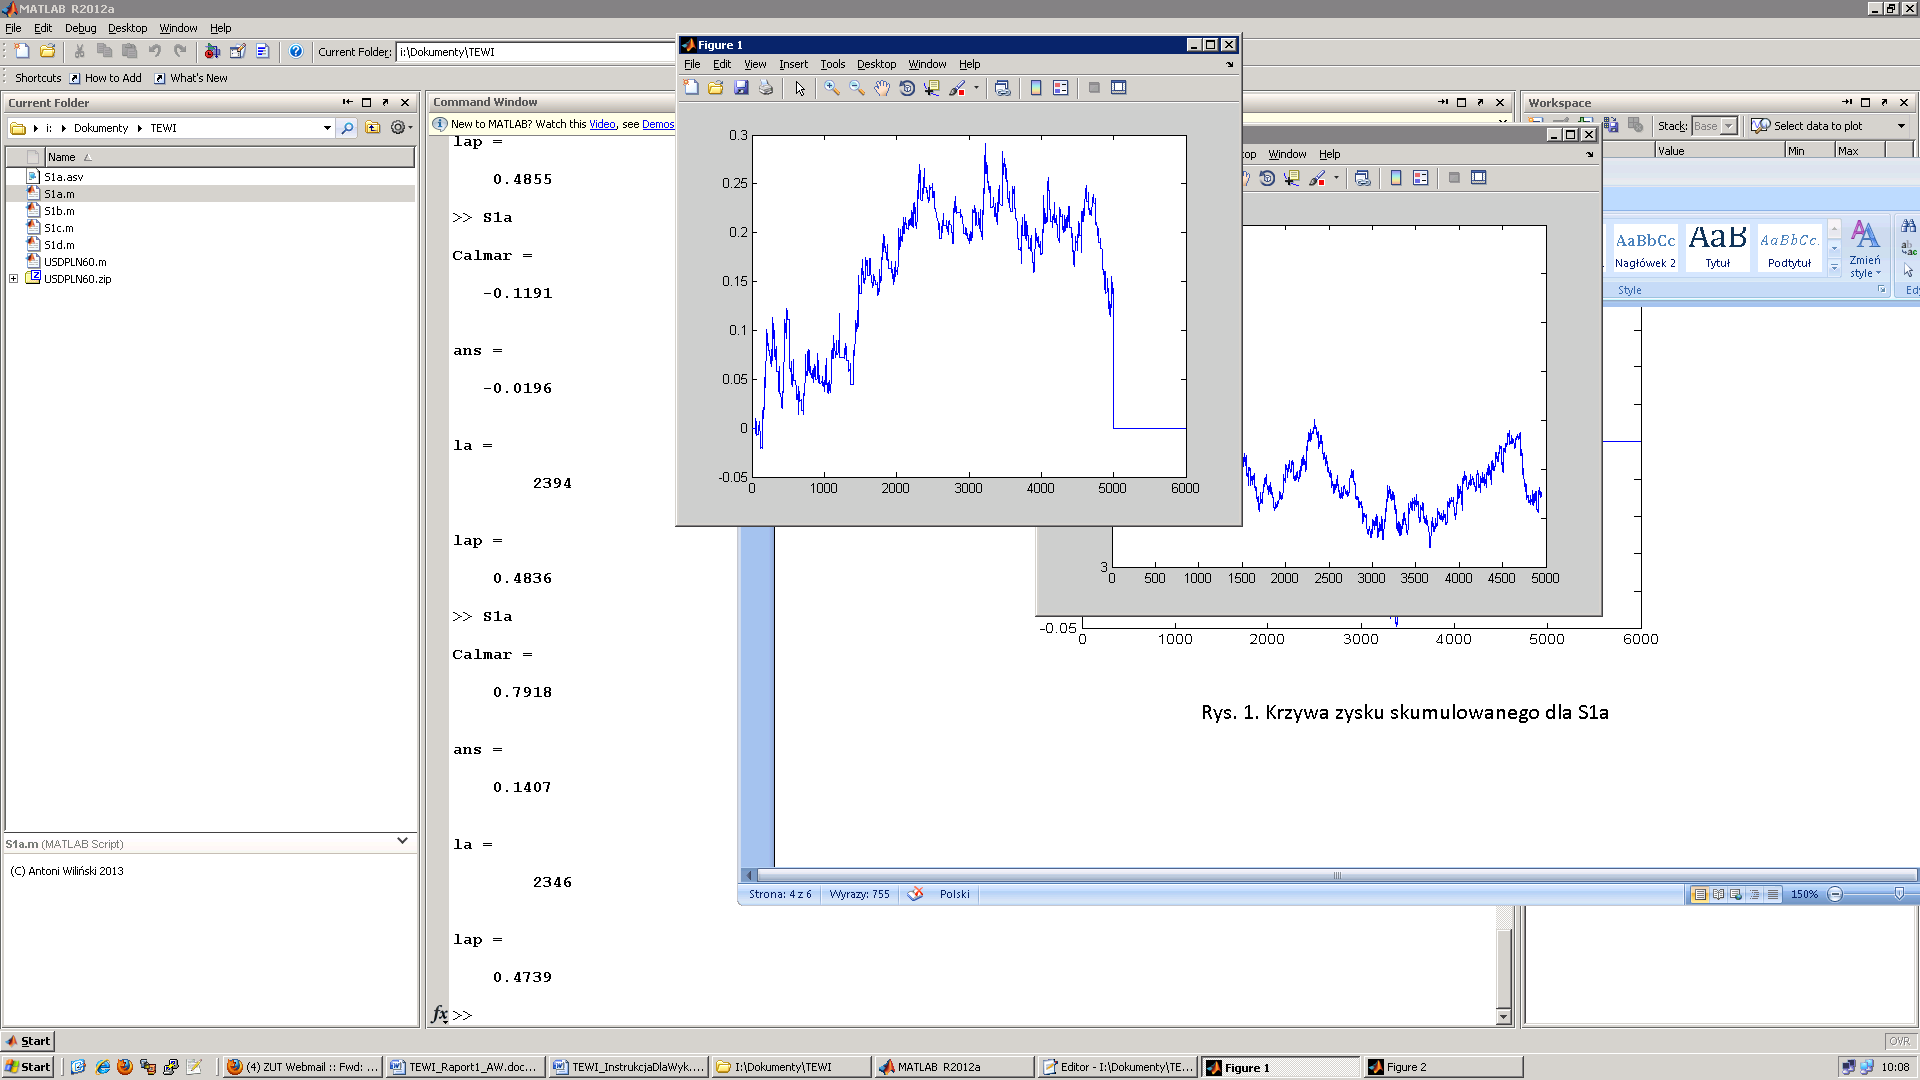 MATLAB R2012a
File Edit Debug Desktop Window Help
Current Folder: i:\Dokumenty\TEWI
Shortcuts How to Add What's New
Current Folder
i: Dokumenty TEWI
Name
S1a.asv
S1a.m
S1b.m
S1c.m
S1d.m
USDPLN60.m
USDPLN60.zip
S1a.m (MATLAB Script)
(C) Antoni Wiliński 2013
Command Window
New to MATLAB? Watch this Video, see Demos
lap =
0.4855
>> S1a
Calmar =
-0.1191
ans =
-0.0196
la =
2394
lap =
0.4836
>> S1a
Calmar =
0.7918
ans =
0.1407
la =
2346
lap =
0.4739
fx >>
Figure 1
File Edit View Insert Tools Desktop Window Help
0.3
0.25
0.2
0.15
0.1
0.05
0
-0.05
0 1000 2000 3000 4000 5000 6000
op Window Help
3
0 500 1000 1500 2000 2500 3000 3500 4000 4500 5000
-0.05
0 1000 2000 3000 4000 5000 6000
Rys. 1. Krzywa zysku skumulowanego dla S1a
Strona: 4 z 6 Wyrazy: 755 Polski 150%
Workspace
Stack: Base Select data to plot
Value Min Max
AaBbCc AaB AaBbCc.
Nagłówek 2 Tytuł Podtytuł
Zmień
style
Style
Ed
OVR
Start
Start (4) ZUT Webmail :: Fwd: ... TEWI_Raport1_AW.doc... TEWI_InstrukcjaDlaWyk... I:\Dokumenty\TEWI MATLAB R2012a Editor - I:\Dokumenty\TE... Figure 1 Figure 2 10:08